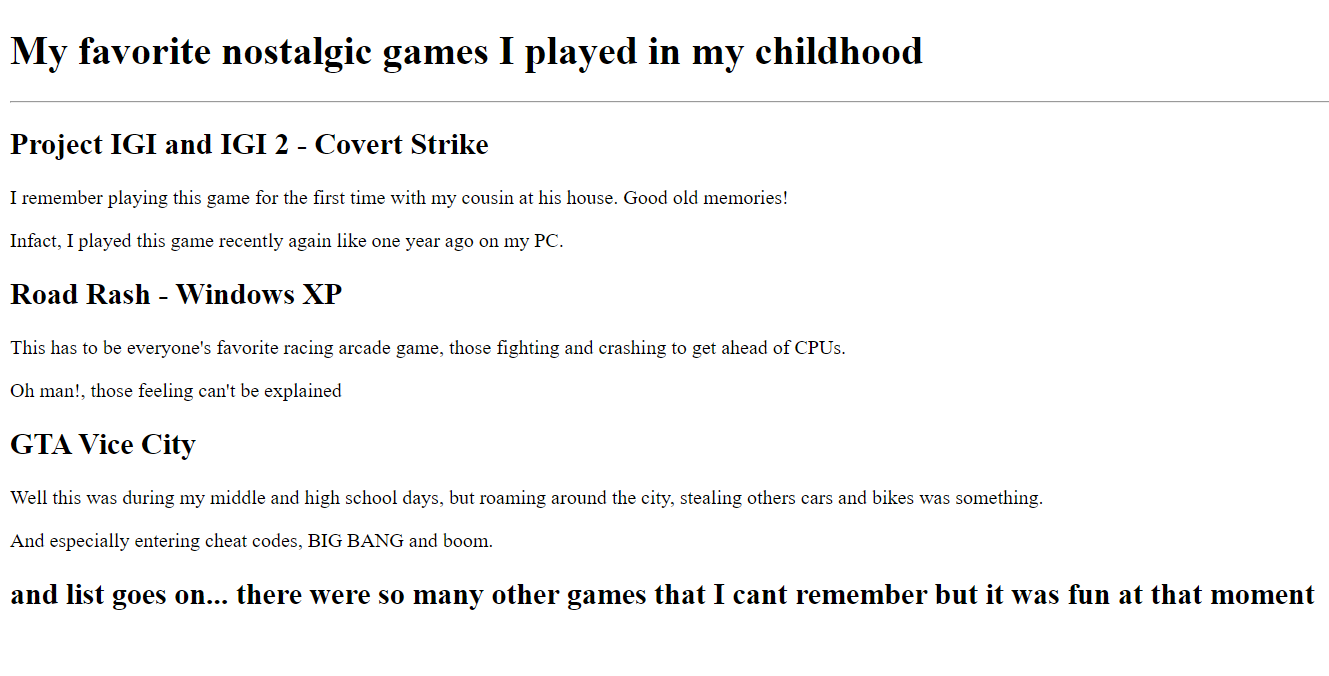 My favorite nostalgic games I played in my childhood
Project IGI and IGI 2 - Covert Strike
I remember playing this game for the first time with my cousin at his house. Good old memories!
Infact, I played this game recently again like one year ago on my PC.
Road Rash - Windows XP
This has to be everyone's favorite racing arcade game, those fighting and crashing to get ahead of CPUs.
Oh man!, those feeling can't be explained
GTA Vice City
Well this was during my middle and high school days, but roaming around the city, stealing others cars and bikes was something.
And especially entering cheat codes, BIG BANG and boom.
and list goes on... there were so many other games that I cant remember but it was fun at that moment